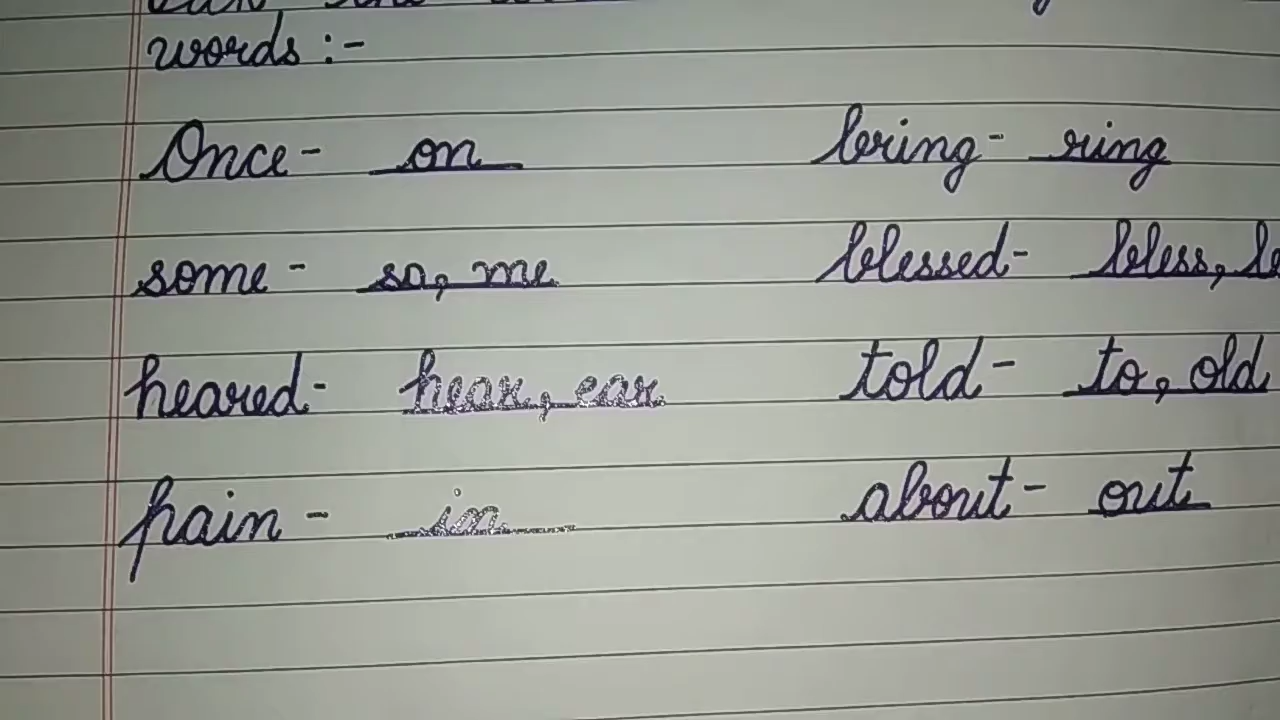 words :-
Once - on
bring - ring
some - so, me
blessed - bless,
heared - hear, ear
told - to, old
pain - in
about - out